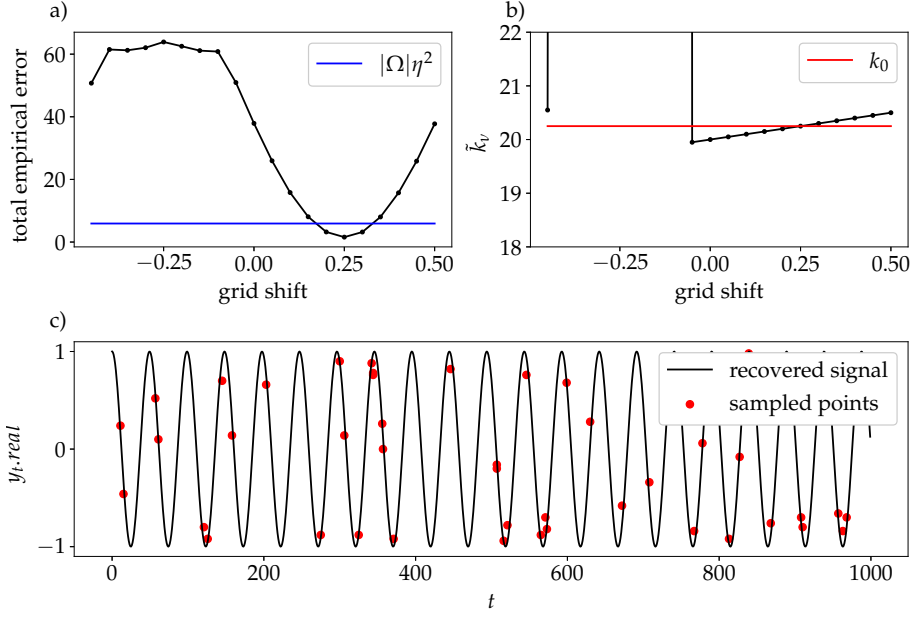 a)
total empirical error
60
40
20
0
−0.25 0.00 0.25 0.50
grid shift
|Ω|η²
b)
k̃ᵥ
22
21
20
19
18
−0.25 0.00 0.25 0.50
grid shift
k₀
c)
yₜ.real
1
0
−1
0 200 400 600 800 1000
t
recovered signal
sampled points